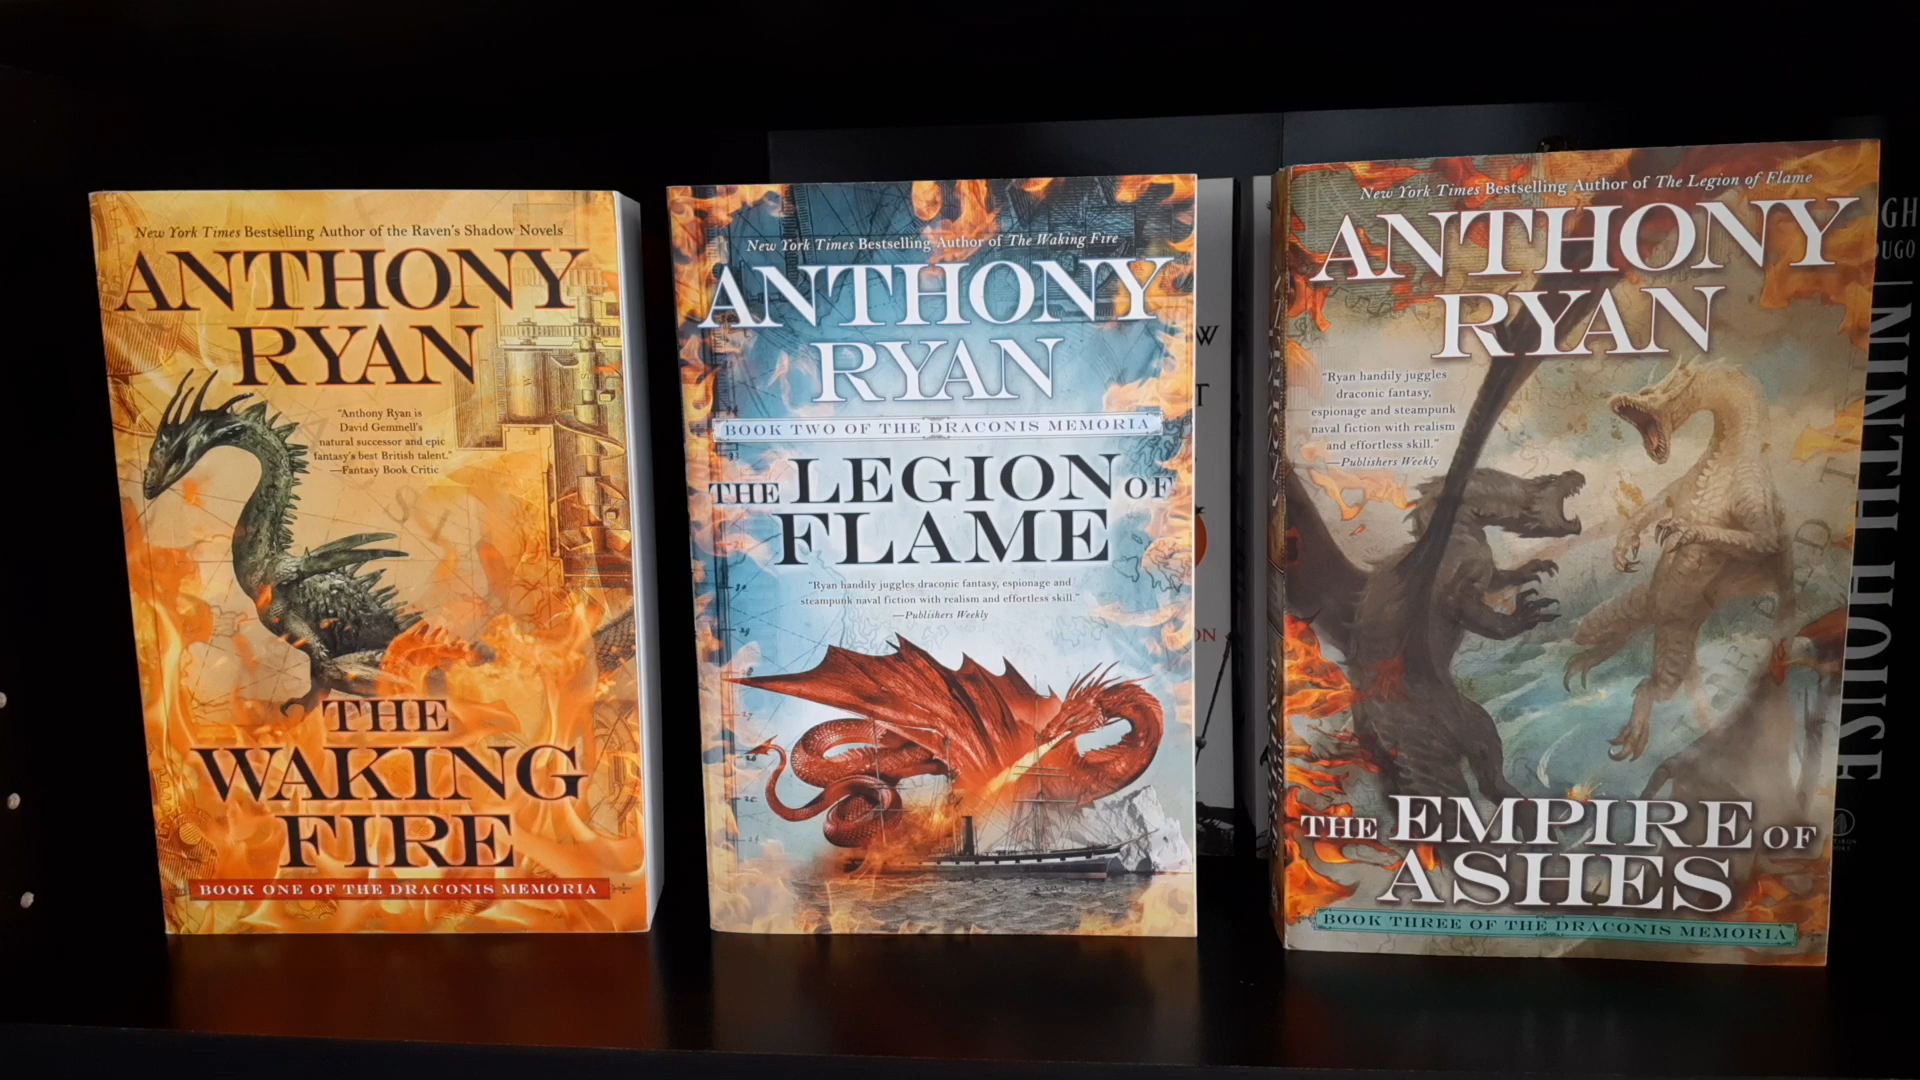 New York Times Bestselling Author of the Raven's Shadow Novels
ANTHONY
RYAN
"Anthony Ryan is
David Gemmell's
natural successor and epic
fantasy's best British talent."
—Fantasy Book Critic
THE
WAKING
FIRE
BOOK ONE OF THE DRACONIS MEMORIA
New York Times Bestselling Author of The Waking Fire
ANTHONY
RYAN
BOOK TWO OF THE DRACONIS MEMORIA
THE LEGION OF
FLAME
"Ryan handily juggles draconic fantasy, espionage and
steampunk naval fiction with realism and effortless skill."
—Publishers Weekly
New York Times Bestselling Author of The Legion of Flame
ANTHONY
RYAN
"Ryan handily juggles
draconic fantasy,
espionage and steampunk
naval fiction with realism
and effortless skill."
—Publishers Weekly
THE EMPIRE OF
ASHES
BOOK THREE OF THE DRACONIS MEMORIA
NINTH HOUSE